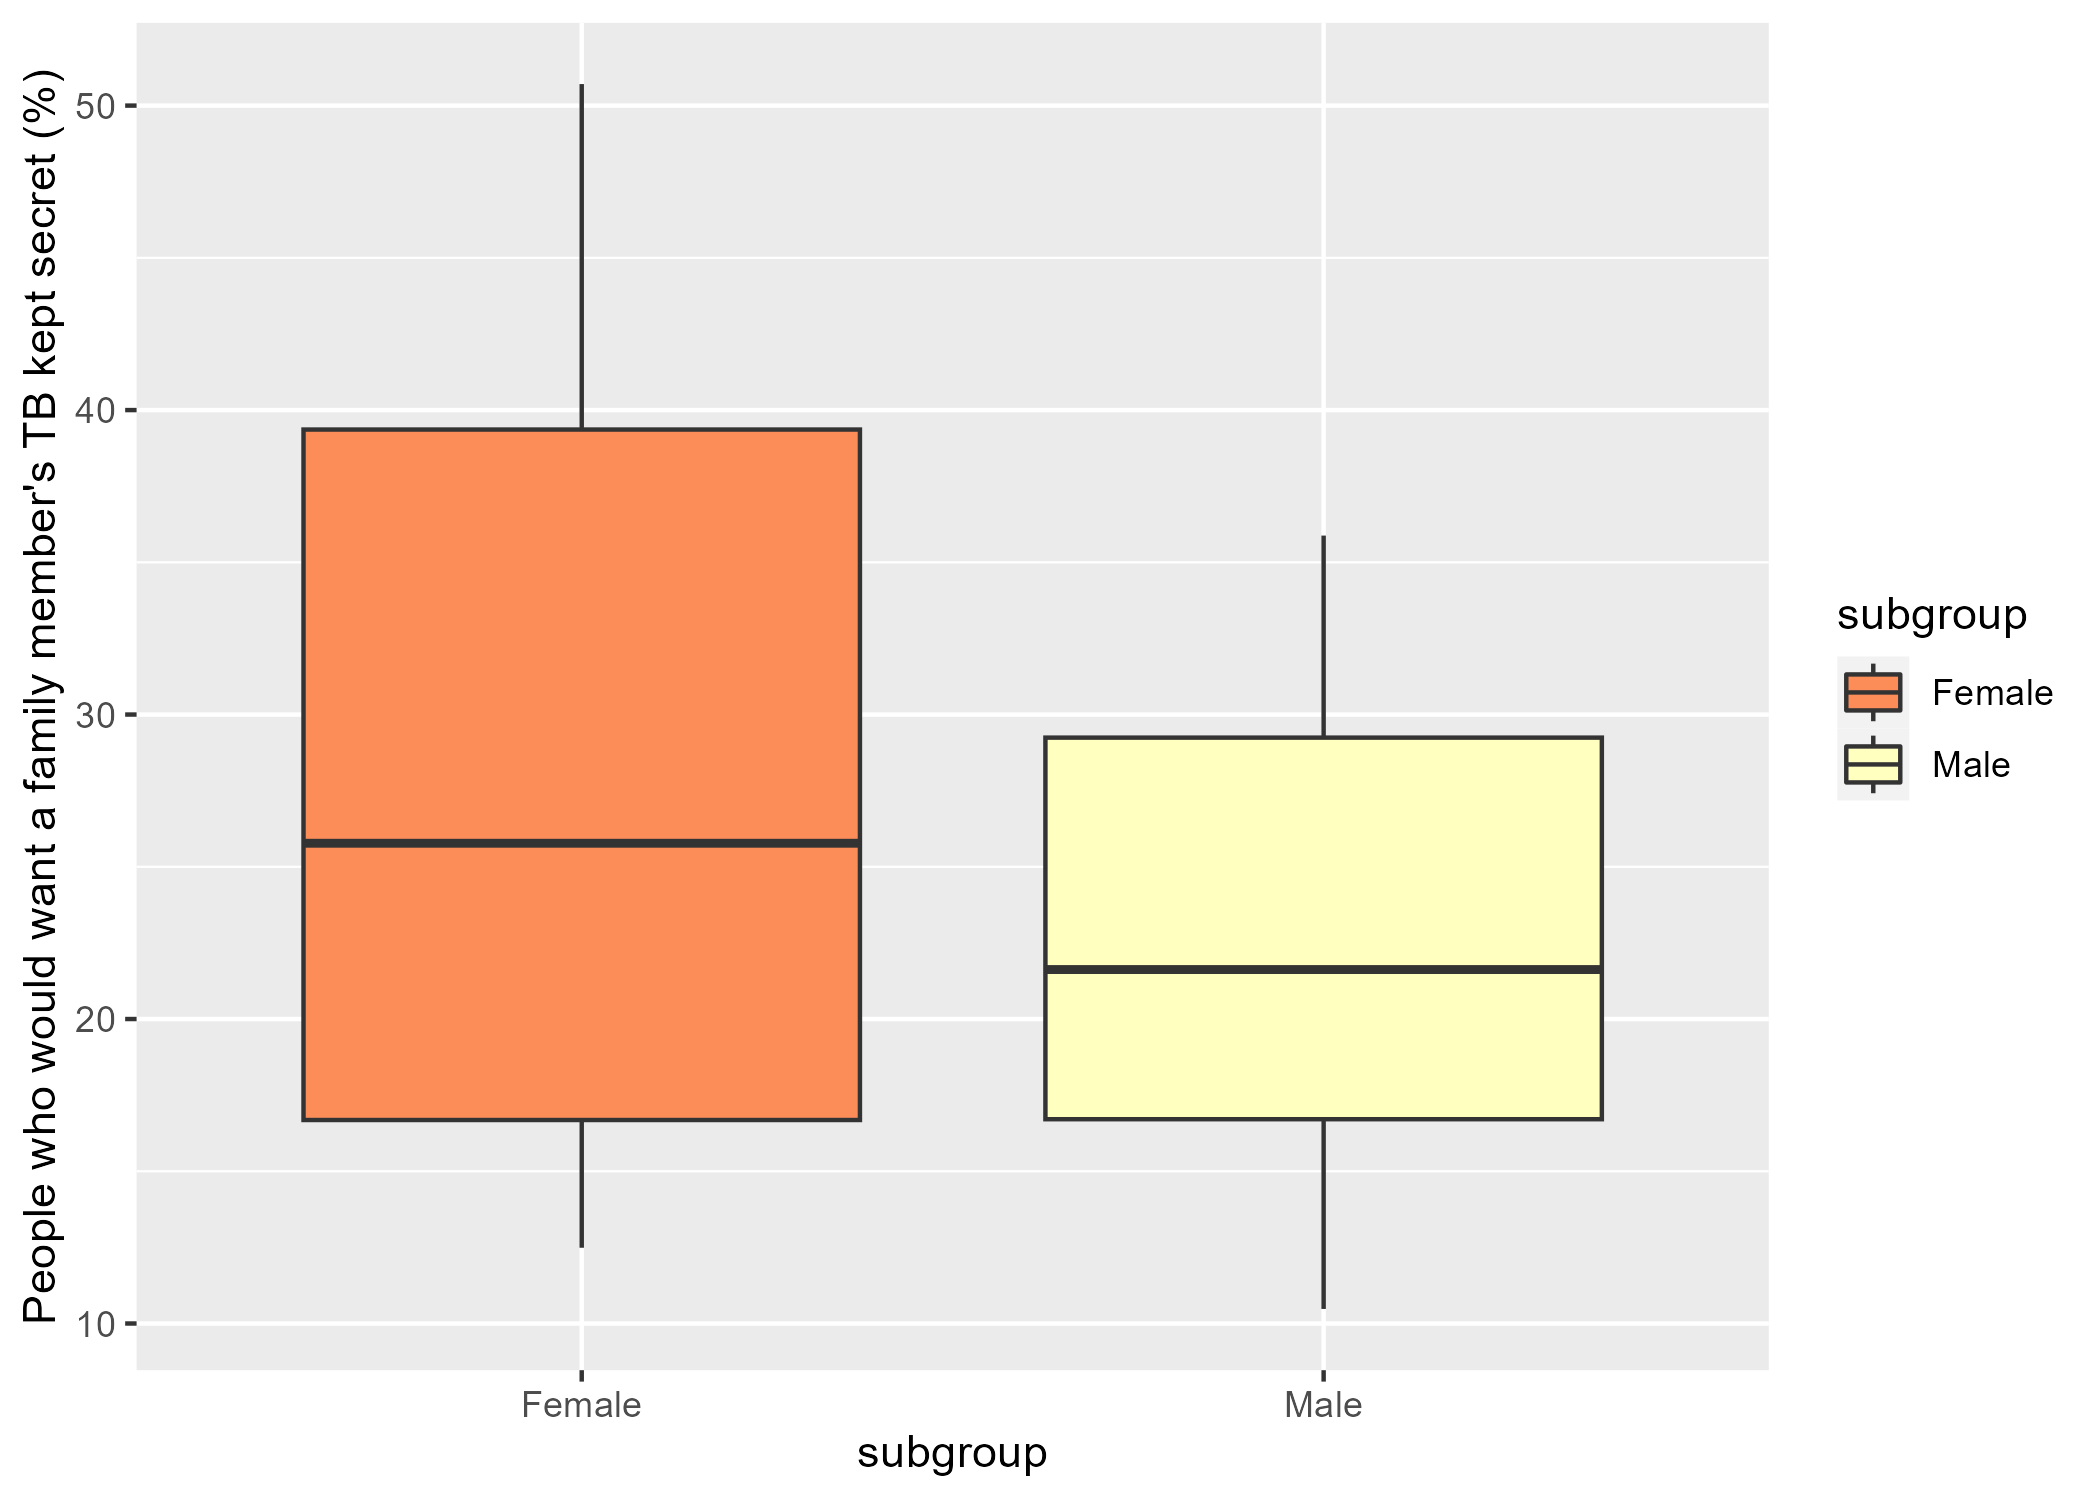 People who would want a family member's TB kept secret (%)
50
40
30
20
10
Female
Male
subgroup
subgroup
Female
Male